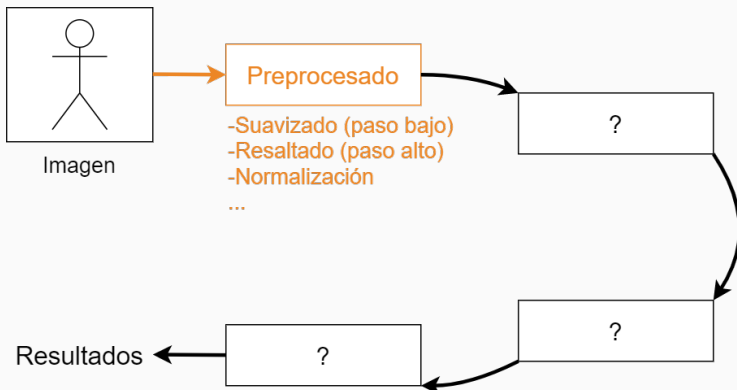 Preprocesado
-Suavizado (paso bajo)
-Resaltado (paso alto)
-Normalización
...
Imagen
?
?
?
Resultados